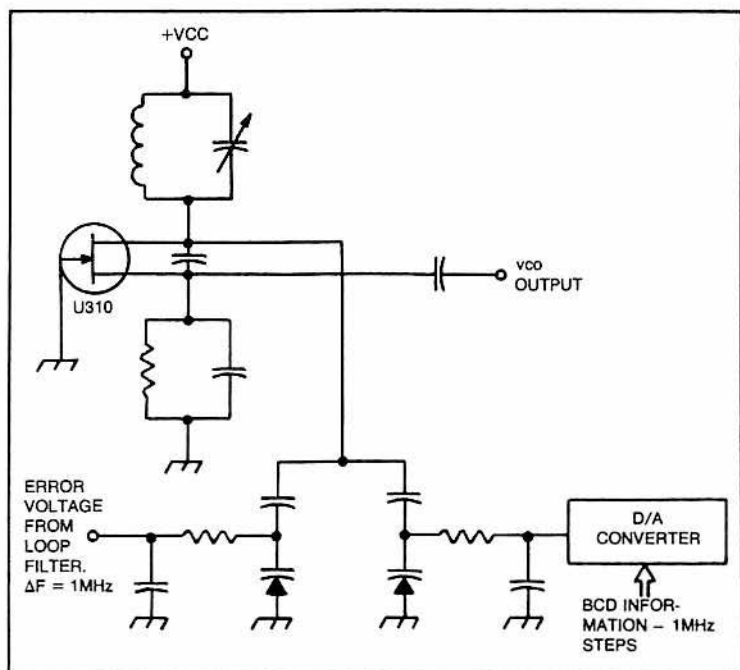 +VCC
U310
vco
OUTPUT
ERROR
VOLTAGE
FROM
LOOP
FILTER.
ΔF = 1MHz
D/A
CONVERTER
BCD INFOR-
MATION – 1MHz
STEPS